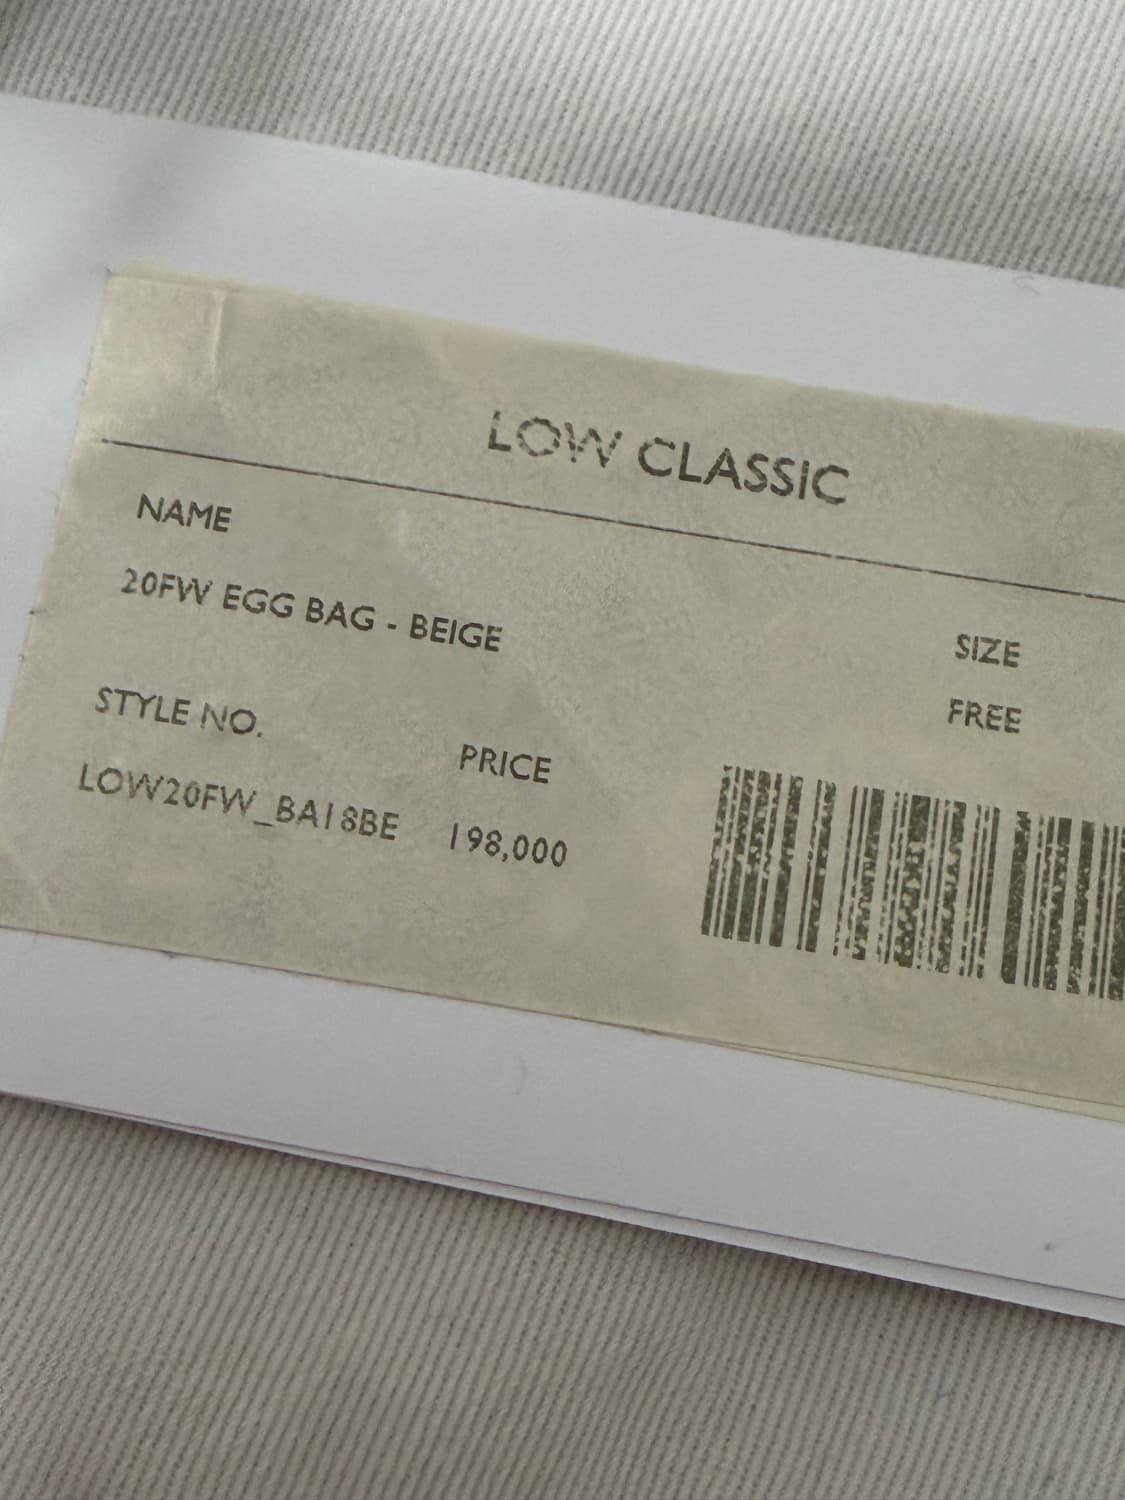 LOW CLASSIC
NAME
20FW EGG BAG - BEIGE
SIZE
FREE
STYLE NO.
PRICE
LOW20FW_BA18BE
198,000